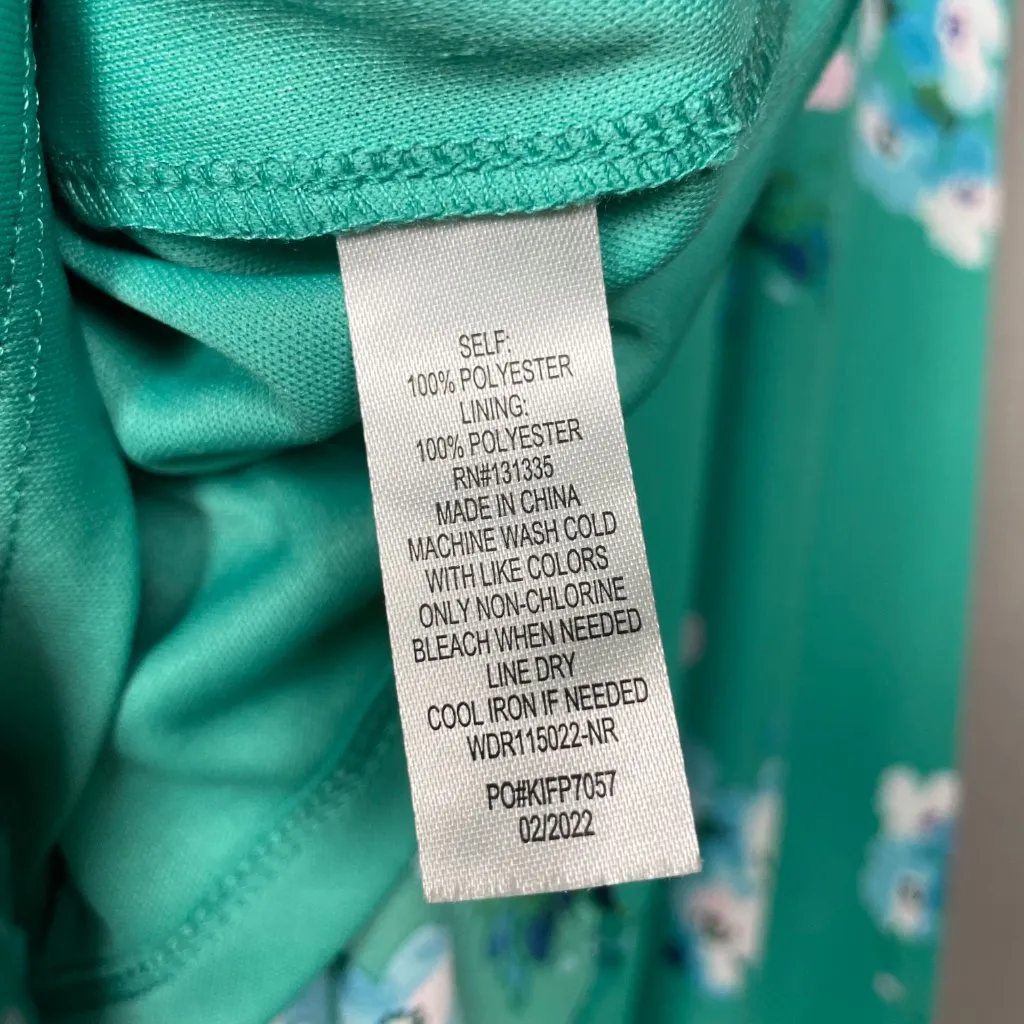 SELF:
100% POLYESTER
LINING:
100% POLYESTER
RN#131335
MADE IN CHINA
MACHINE WASH COLD
WITH LIKE COLORS
ONLY NON-CHLORINE
BLEACH WHEN NEEDED
LINE DRY
COOL IRON IF NEEDED
WDR115022-NR
PO#KIFP7057
02/2022